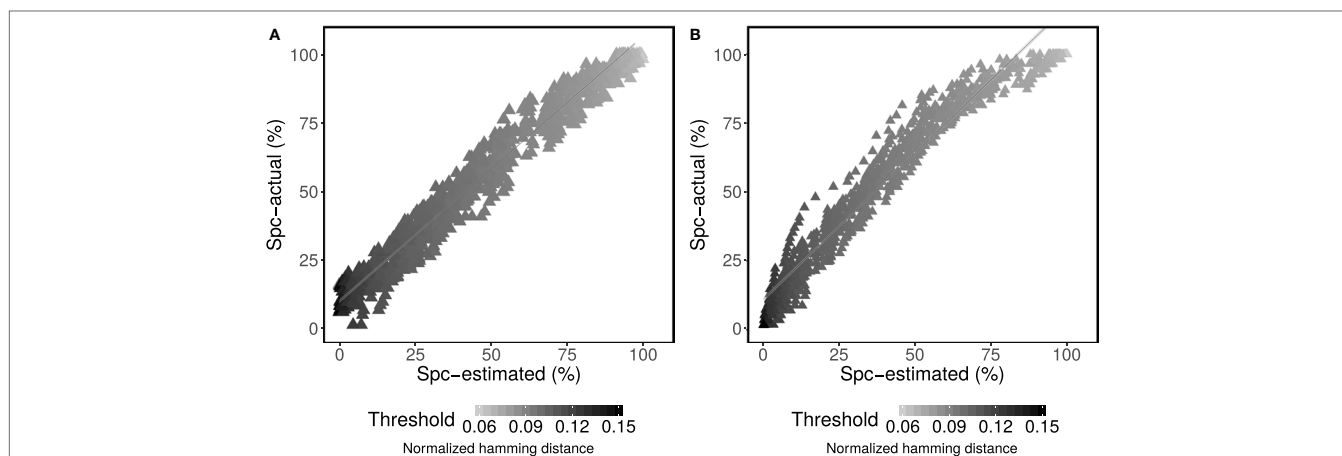 A
Spc−actual (%)
100
75
50
25
0
0 25 50 75 100
Spc−estimated (%)
Threshold
0.06 0.09 0.12 0.15
Normalized hamming distance
B
Spc−actual (%)
100
75
50
25
0
0 25 50 75 100
Spc−estimated (%)
Threshold
0.06 0.09 0.12 0.15
Normalized hamming distance